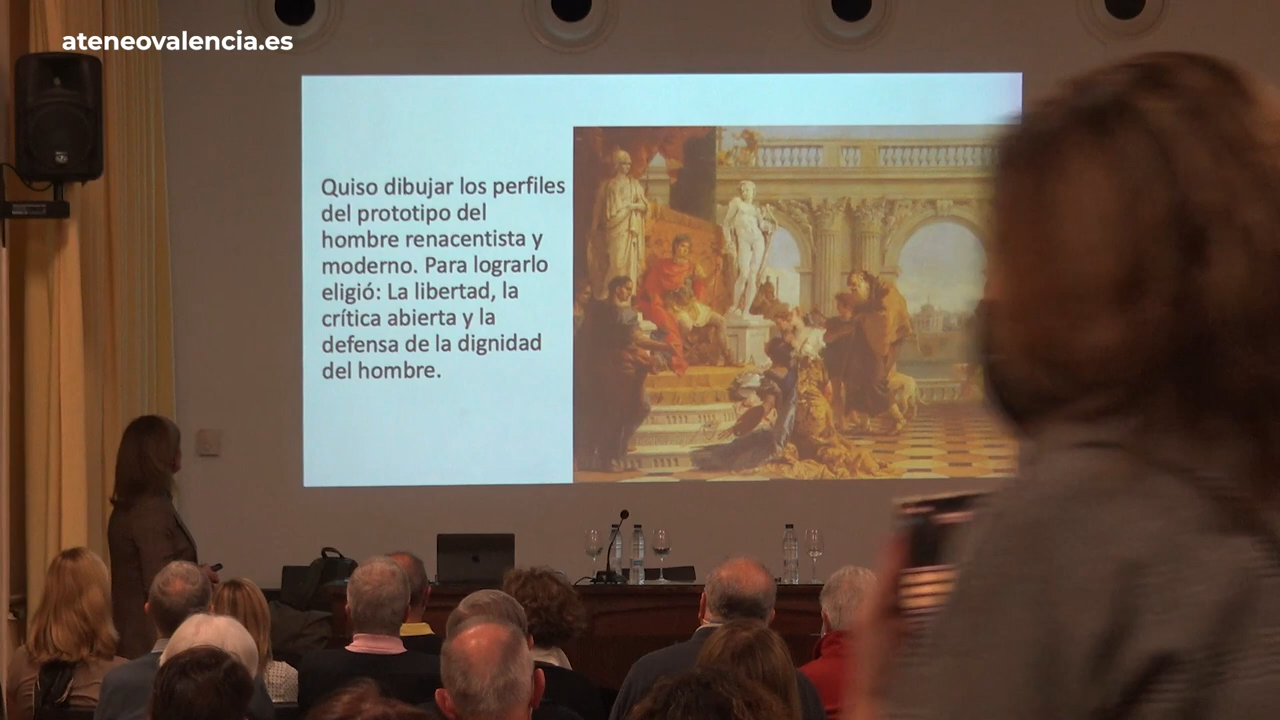 ateneovalencia.es
Quiso dibujar los perfiles
del prototipo del
hombre renacentista y
moderno. Para lograrlo
eligió: La libertad, la
crítica abierta y la
defensa de la dignidad
del hombre.